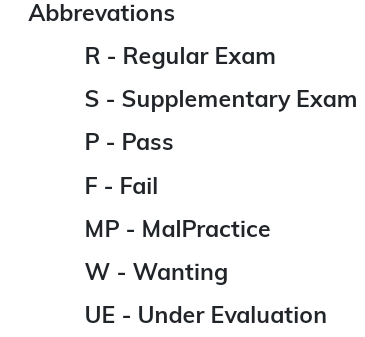 Abbrevations
R - Regular Exam
S - Supplementary Exam
P - Pass
F - Fail
MP - MalPractice
W - Wanting
UE - Under Evaluation